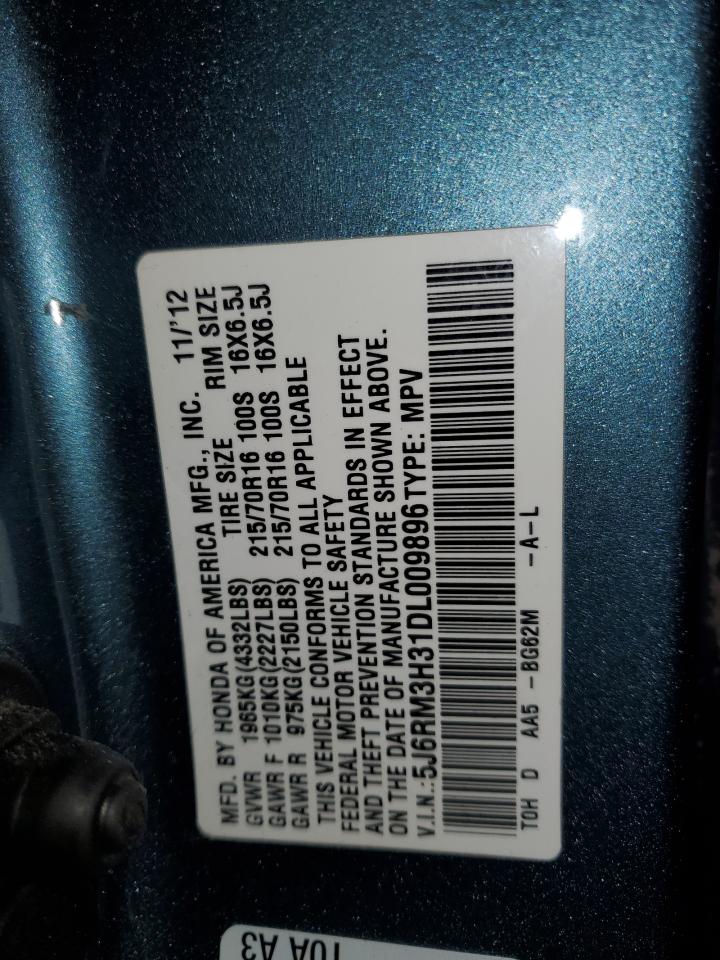 MFD. BY HONDA OF AMERICA MFG., INC. 11/'12
GVWR 1965KG(4332LBS) TIRE SIZE RIM SIZE
GAWR F 1010KG(2227LBS) 215/70R16 100S 16X6.5J
GAWR R 975KG(2150LBS) 215/70R16 100S 16X6.5J
THIS VEHICLE CONFORMS TO ALL APPLICABLE
FEDERAL MOTOR VEHICLE SAFETY
AND THEFT PREVENTION STANDARDS IN EFFECT
ON THE DATE OF MANUFACTURE SHOWN ABOVE.
V.I.N.:5J6RM3H31DL009896 TYPE: MPV
TOH D AA5 -BG62M -A-L
T0A A3